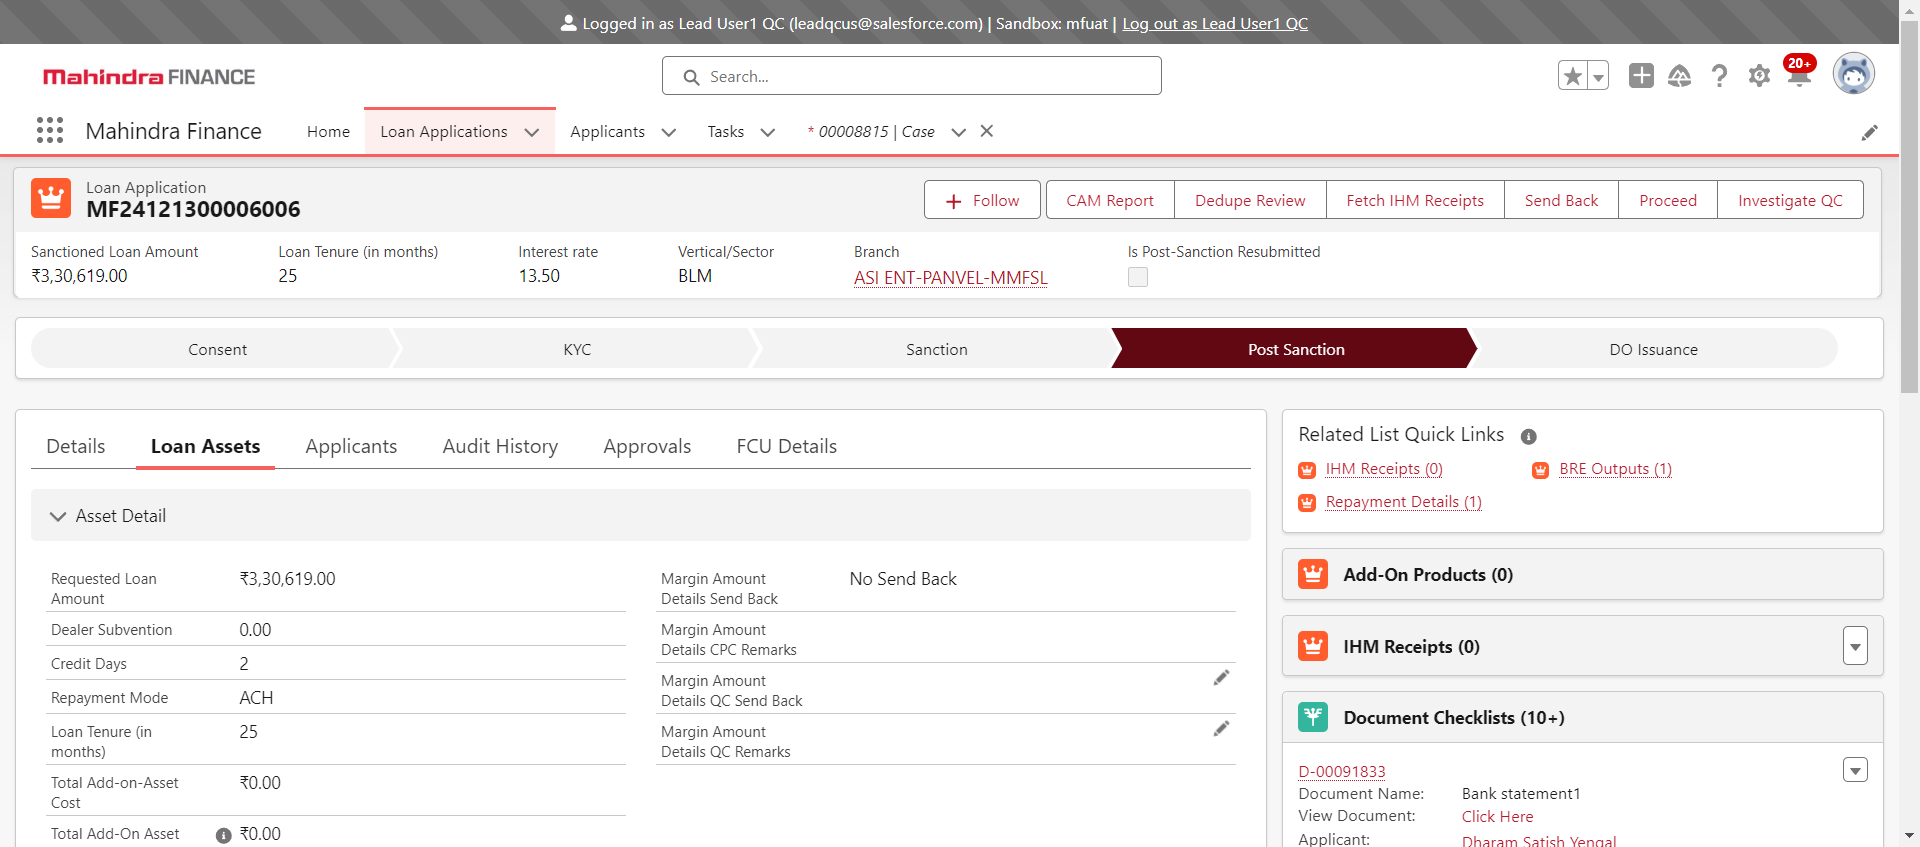 Logged in as Lead User1 QC (leadqcus@salesforce.com) | Sandbox: mfuat | Log out as Lead User1 QC
Mahindra FINANCE
Search...
20+
Mahindra Finance
Home
Loan Applications
Applicants
Tasks
* 00008815 | Case
Loan Application
MF24121300006006
Follow
CAM Report
Dedupe Review
Fetch IHM Receipts
Send Back
Proceed
Investigate QC
Sanctioned Loan Amount
₹3,30,619.00
Loan Tenure (in months)
25
Interest rate
13.50
Vertical/Sector
BLM
Branch
ASI ENT-PANVEL-MMFSL
Is Post-Sanction Resubmitted
Consent
KYC
Sanction
Post Sanction
DO Issuance
Details
Loan Assets
Applicants
Audit History
Approvals
FCU Details
Asset Detail
Requested Loan
Amount
₹3,30,619.00
Dealer Subvention
0.00
Credit Days
2
Repayment Mode
ACH
Loan Tenure (in
months)
25
Total Add-on-Asset
Cost
₹0.00
Total Add-On Asset
₹0.00
Margin Amount
Details Send Back
No Send Back
Margin Amount
Details CPC Remarks
Margin Amount
Details QC Send Back
Margin Amount
Details QC Remarks
Related List Quick Links
IHM Receipts (0)
BRE Outputs (1)
Repayment Details (1)
Add-On Products (0)
IHM Receipts (0)
Document Checklists (10+)
D-00091833
Document Name:
Bank statement1
View Document:
Click Here
Applicant:
Dharam Satish Yengal